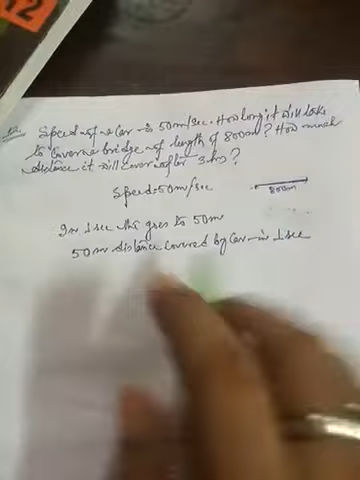 12
Speed of a Car is 50m/sec. How long it will take
to Cover a bridge of length of 800m? How much
distance it will Cover after 3 hrs?
Speed=50m/sec
800m
In 1 sec goes to 50m
50m distance covered by Car in 1 sec